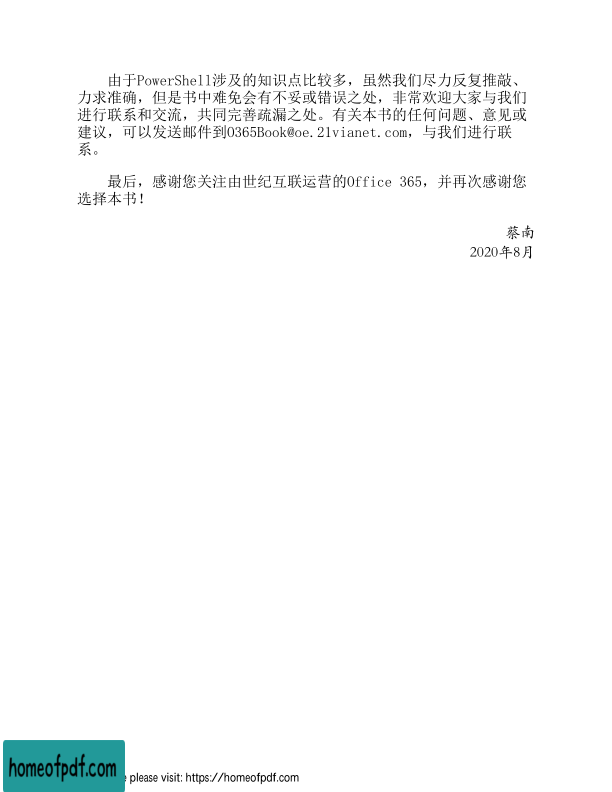 由于PowerShell涉及的知识点比较多，虽然我们尽力反复推敲、
力求准确，但是书中难免会有不妥或错误之处，非常欢迎大家与我们
进行联系和交流，共同完善疏漏之处。有关本书的任何问题、意见或
建议，可以发送邮件到O365Book@oe.21vianet.com，与我们进行联
系。
最后，感谢您关注由世纪互联运营的Office 365，并再次感谢您
选择本书！
蔡南
2020年8月
homeofpdf.com
please visit: https://homeofpdf.com